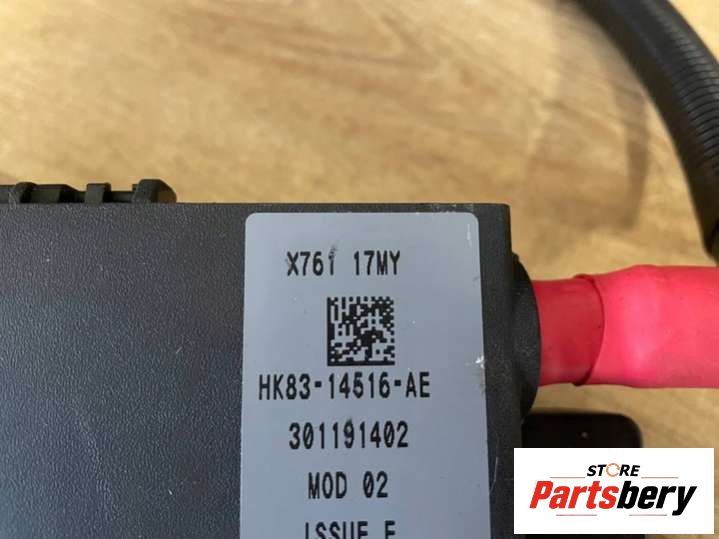 X761 17MY
HK83-14516-AE
301191402
MOD 02
ISSUE E
STORE
Partsbery